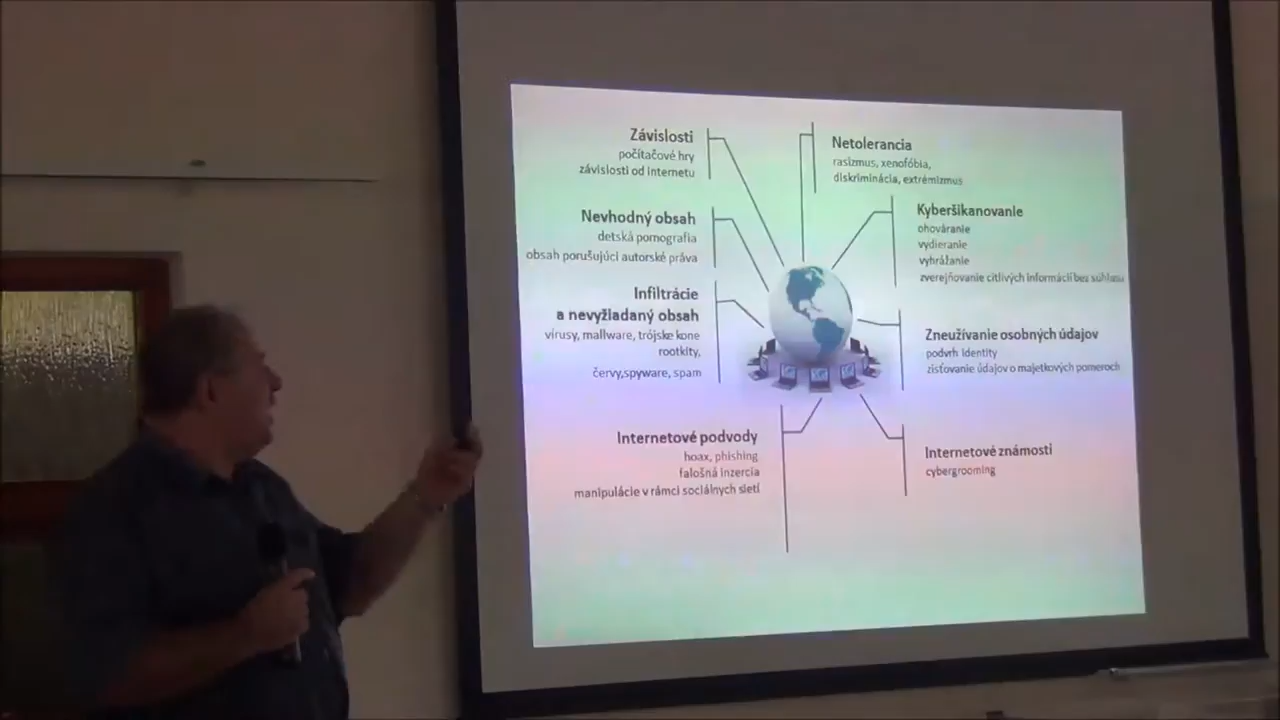 Závislosti
počítačové hry
závislosti od internetu
Nevhodný obsah
detská pornografia
obsah porušujúci autorské práva
Infiltrácie
a nevyžiadaný obsah
vírusy, mallware, trójske kone
rootkity,
červy,spyware, spam
Internetové podvody
hoax, phishing
falošná inzercia
manipulácie v rámci sociálnych sietí
Netolerancia
rasizmus, xenofóbia,
diskriminácia, extrémizmus
Kyberšikanovanie
ohováranie
vydieranie
vyhrážanie
zverejňovanie citlivých informácií bez súhlasu
Zneužívanie osobných údajov
podvrh identity
zisťovanie údajov o majetkových pomeroch
Internetové známosti
cybergrooming